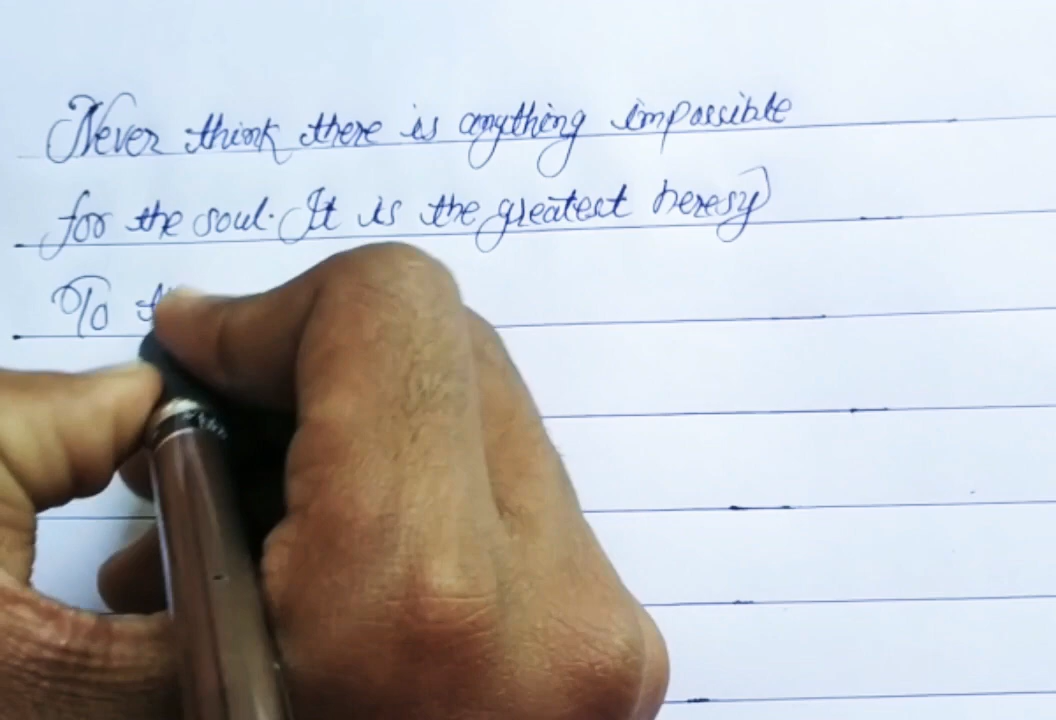 Never think there is anything impossible
for the soul. It is the greatest heresy
To